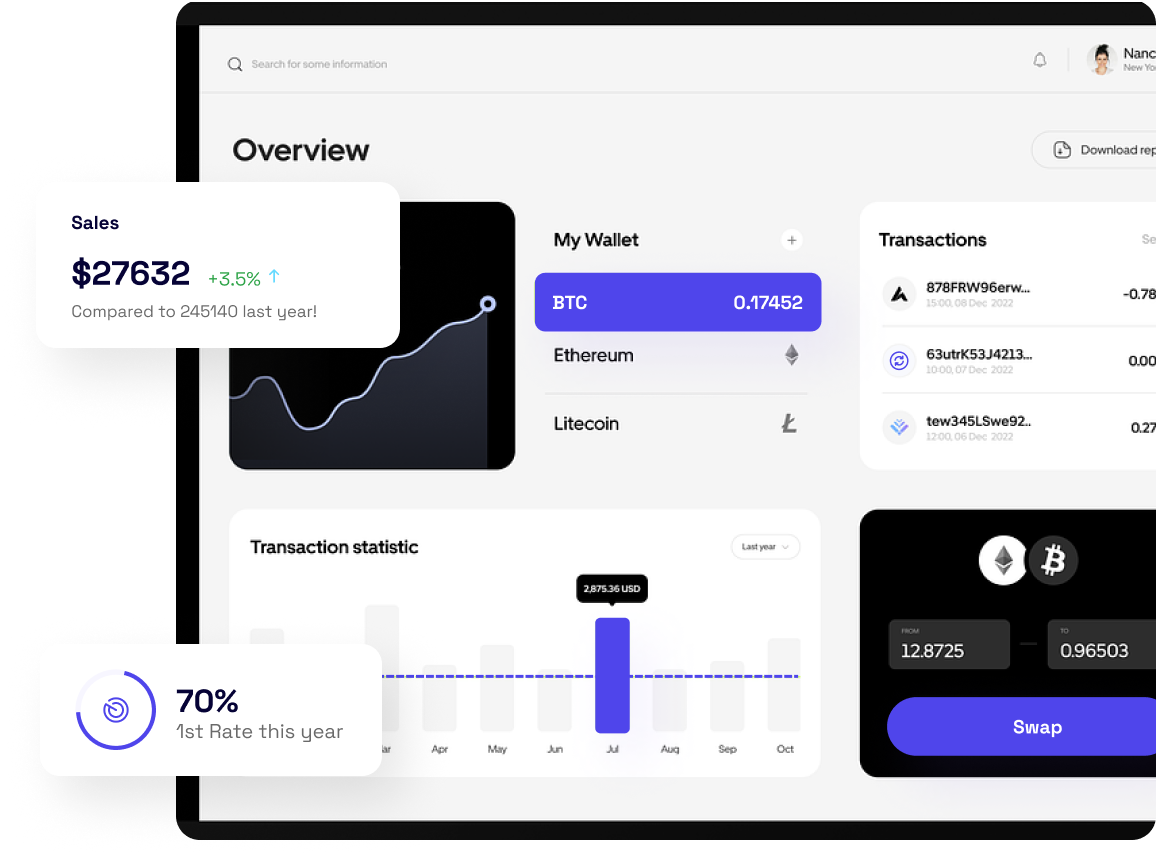 Search for some information
Nanc
New Yo
Overview
Download rep
Sales
$27632 +3.5% ↑
Compared to 245140 last year!
My Wallet +
BTC 0.17452
Ethereum
Litecoin
Transactions Se
878FRW96erw...
15:00, 08 Dec 2022
-0.78
63utrK53J4213...
10:00, 07 Dec 2022
0.00
tew345LSwe92..
12:00, 06 Dec 2022
0.27
Transaction statistic
Last year
2,875.36 USD
ar Apr May Jun Jul Aug Sep Oct
70%
1st Rate this year
FROM
12.8725
TO
0.96503
Swap